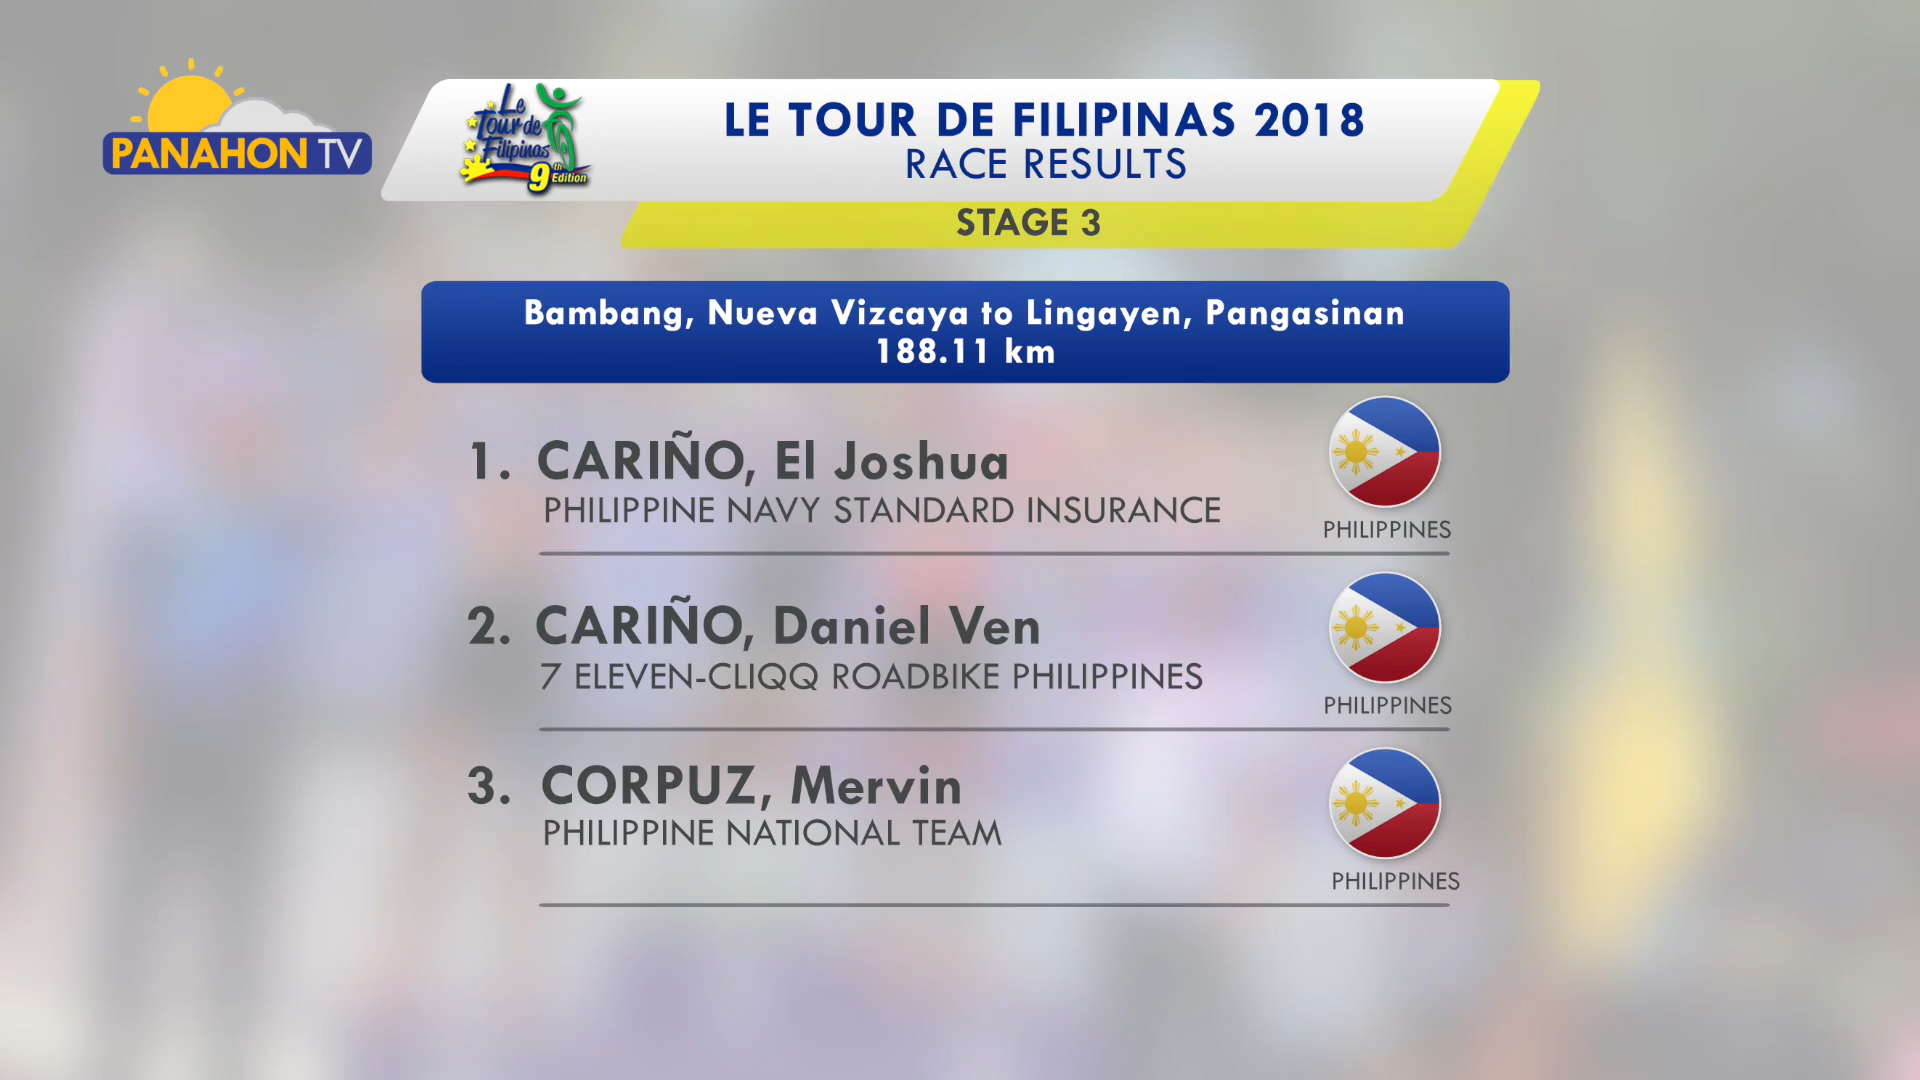 PANAHON TV
Le
Tour de
Filipinas
9th Edition
LE TOUR DE FILIPINAS 2018
RACE RESULTS
STAGE 3
Bambang, Nueva Vizcaya to Lingayen, Pangasinan
188.11 km
1. CARIÑO, El Joshua
PHILIPPINE NAVY STANDARD INSURANCE
PHILIPPINES
2. CARIÑO, Daniel Ven
7 ELEVEN-CLIQQ ROADBIKE PHILIPPINES
PHILIPPINES
3. CORPUZ, Mervin
PHILIPPINE NATIONAL TEAM
PHILIPPINES